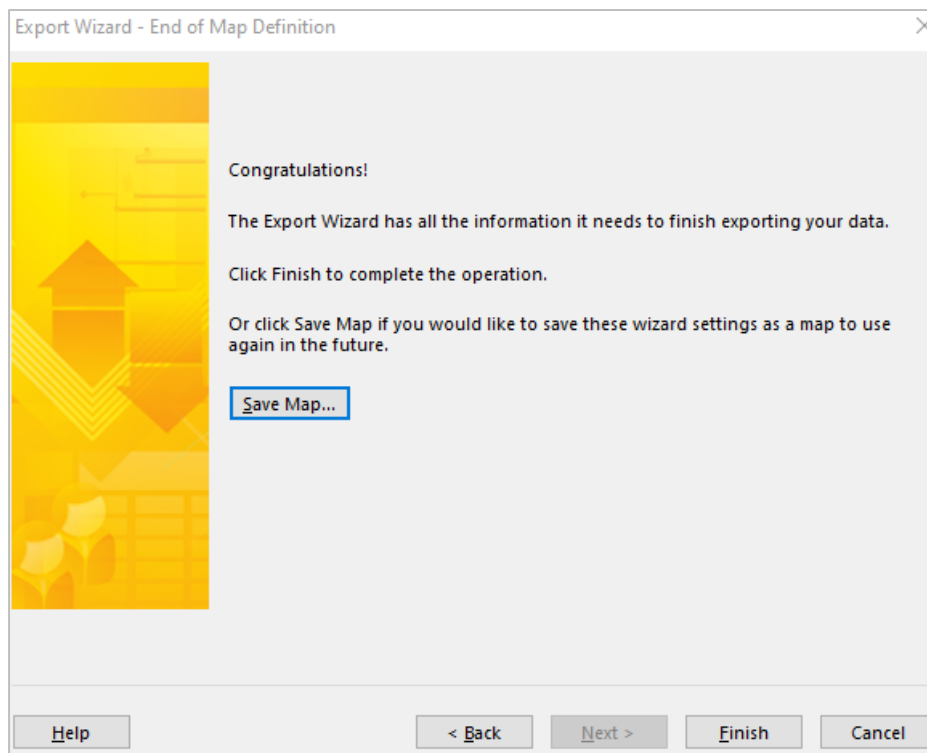 Export Wizard - End of Map Definition
Congratulations!
The Export Wizard has all the information it needs to finish exporting your data.
Click Finish to complete the operation.
Or click Save Map if you would like to save these wizard settings as a map to use
again in the future.
Save Map...
Help
< Back
Next >
Finish
Cancel